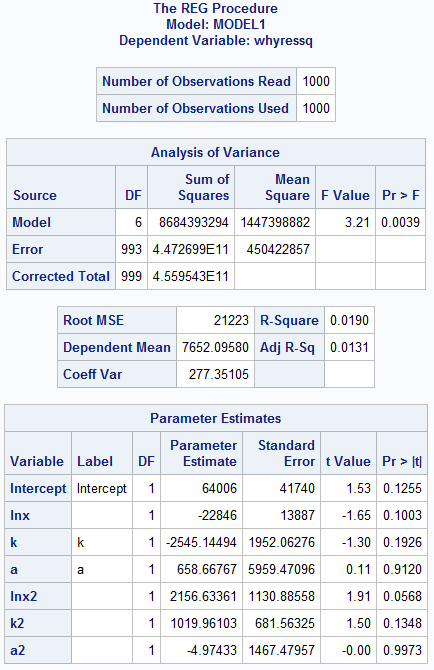 The REG Procedure
Model: MODEL1
Dependent Variable: whyressq
Number of Observations Read 1000
Number of Observations Used 1000
Analysis of Variance
Source DF Sum of Squares Mean Square F Value Pr > F
Model 6 8684393294 1447398882 3.21 0.0039
Error 993 4.472699E11 450422857
Corrected Total 999 4.559543E11
Root MSE 21223 R-Square 0.0190
Dependent Mean 7652.09580 Adj R-Sq 0.0131
Coeff Var 277.35105
Parameter Estimates
Variable Label DF Parameter Estimate Standard Error t Value Pr > |t|
Intercept Intercept 1 64006 41740 1.53 0.1255
lnx 1 -22846 13887 -1.65 0.1003
k k 1 -2545.14494 1952.06276 -1.30 0.1926
a a 1 658.66767 5959.47096 0.11 0.9120
lnx2 1 2156.63361 1130.88558 1.91 0.0568
k2 1 1019.96103 681.56325 1.50 0.1348
a2 1 -4.97433 1467.47957 -0.00 0.9973